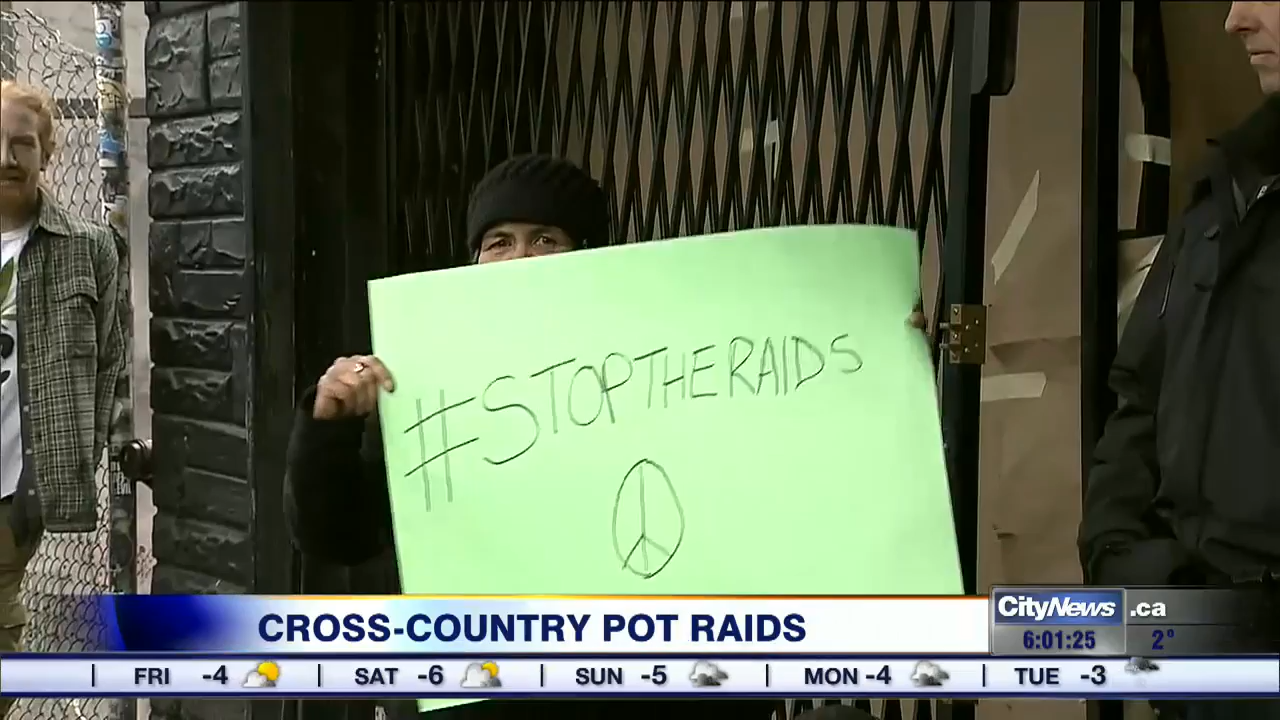 #STOPTHERAIDS
CROSS-COUNTRY POT RAIDS
CityNews .ca
6:01:25 2°
FRI -4 SAT -6 SUN -5 MON -4 TUE -3